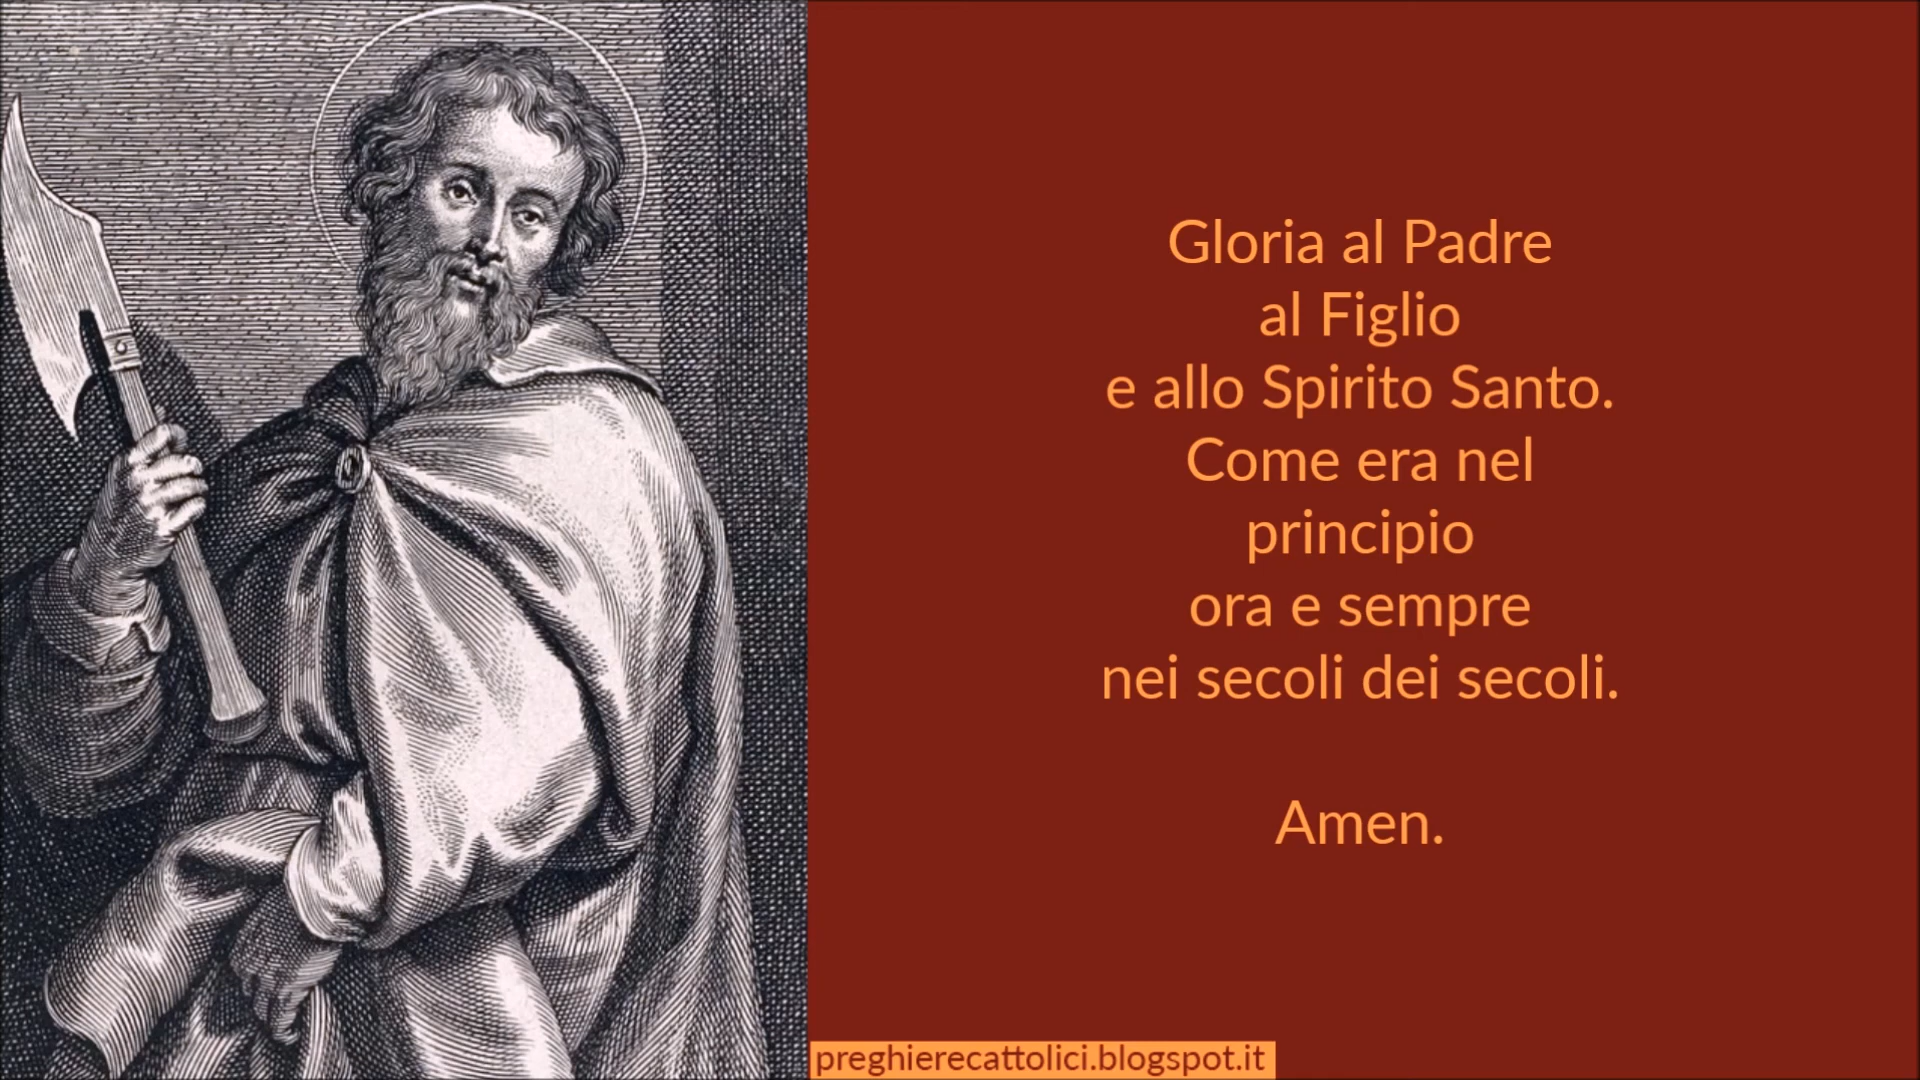 Gloria al Padre
al Figlio
e allo Spirito Santo.
Come era nel
principio
ora e sempre
nei secoli dei secoli.
Amen.
preghierecattolici.blogspot.it